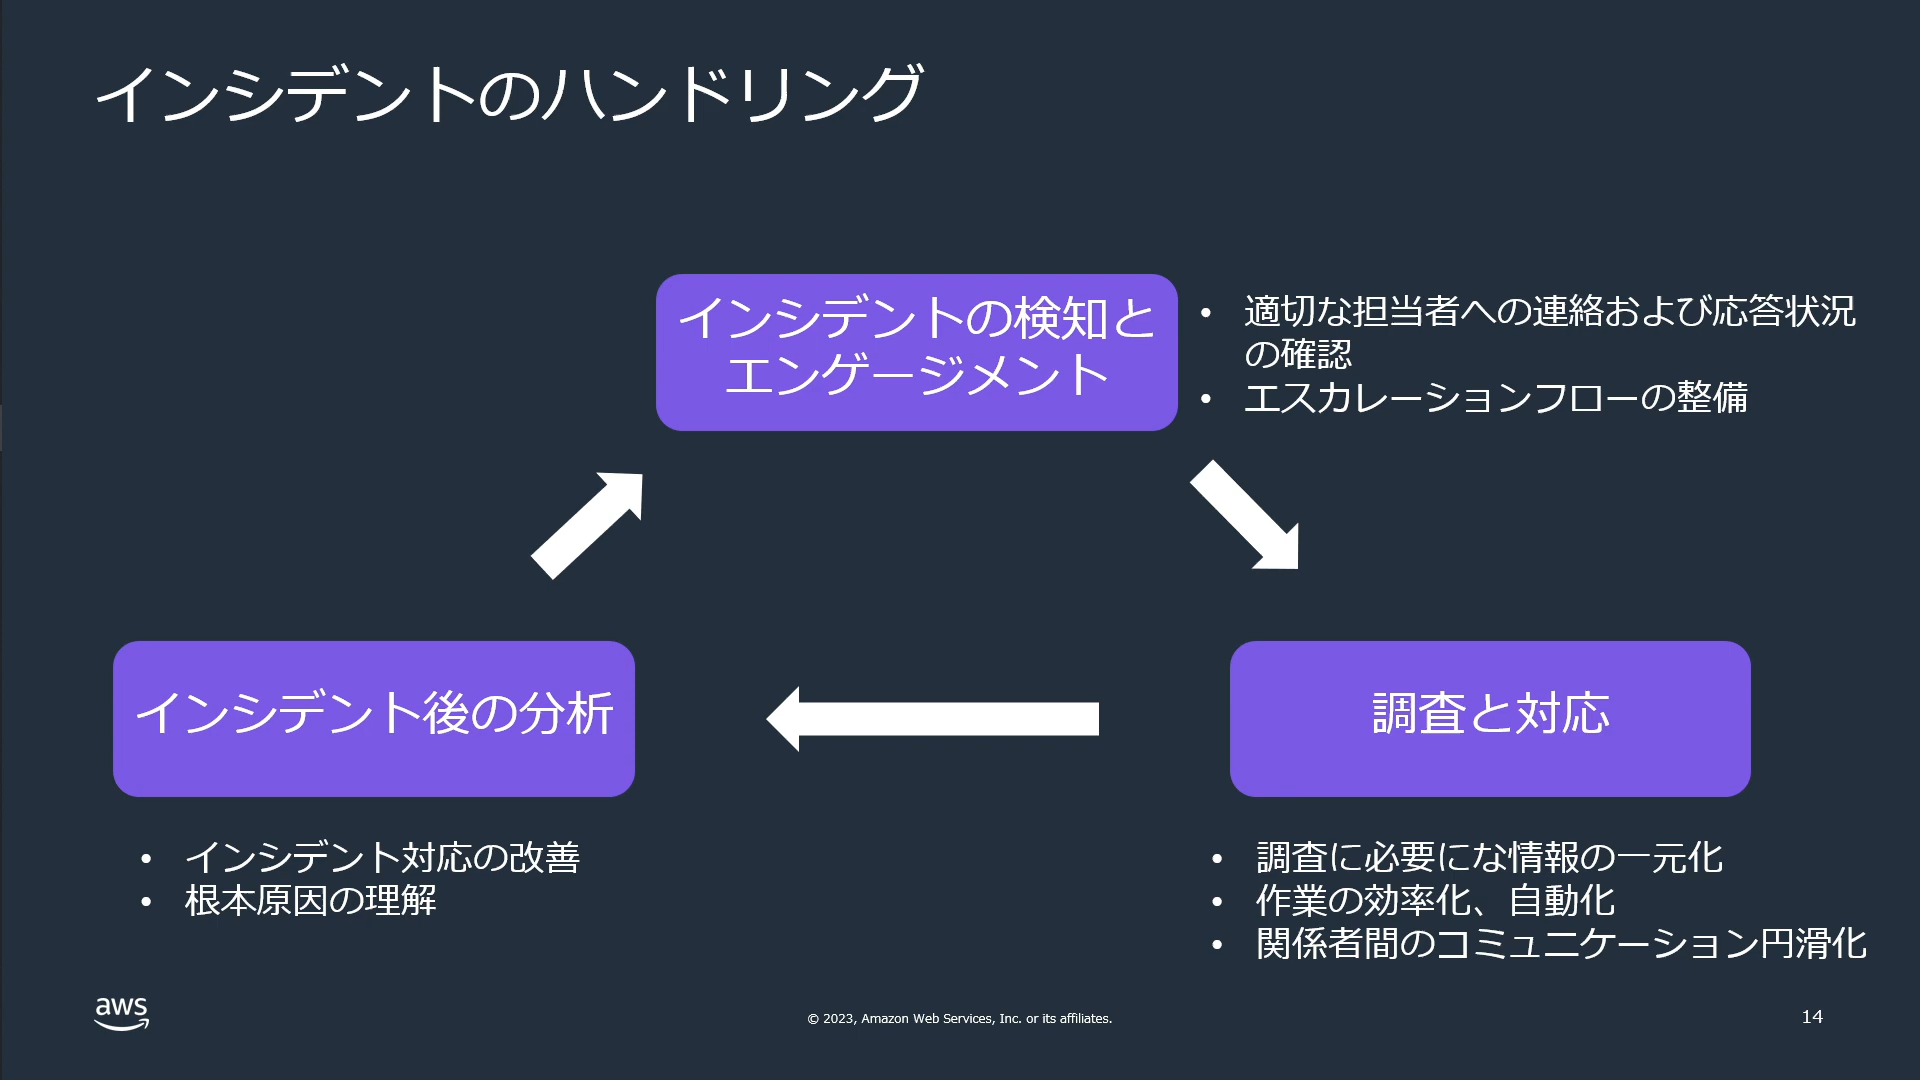 インシデントのハンドリング
インシデントの検知と
エンゲージメント
• 適切な担当者への連絡および応答状況
の確認
• エスカレーションフローの整備
インシデント後の分析
調査と対応
• インシデント対応の改善
• 根本原因の理解
• 調査に必要にな情報の一元化
• 作業の効率化、自動化
• 関係者間のコミュニケーション円滑化
aws
© 2023, Amazon Web Services, Inc. or its affiliates.
14